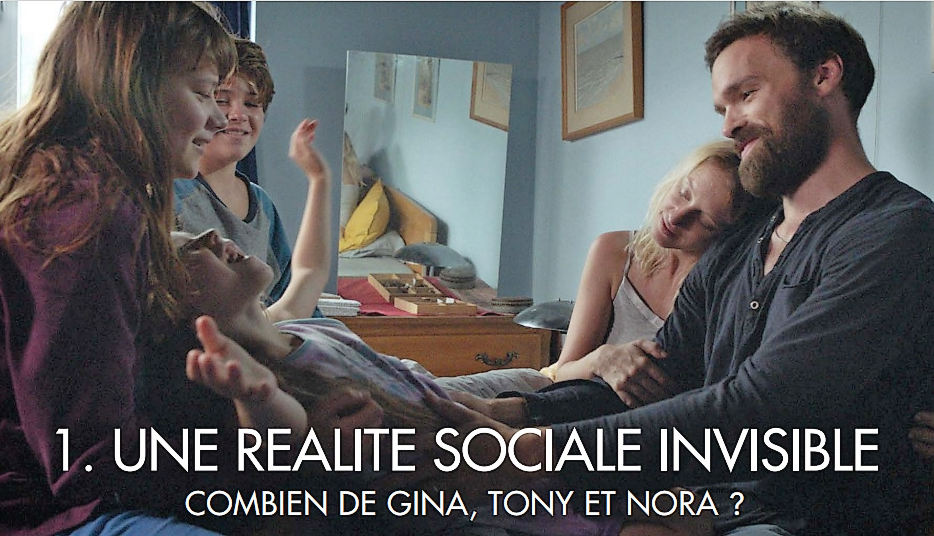 1. UNE REALITE SOCIALE INVISIBLE
COMBIEN DE GINA, TONY ET NORA ?